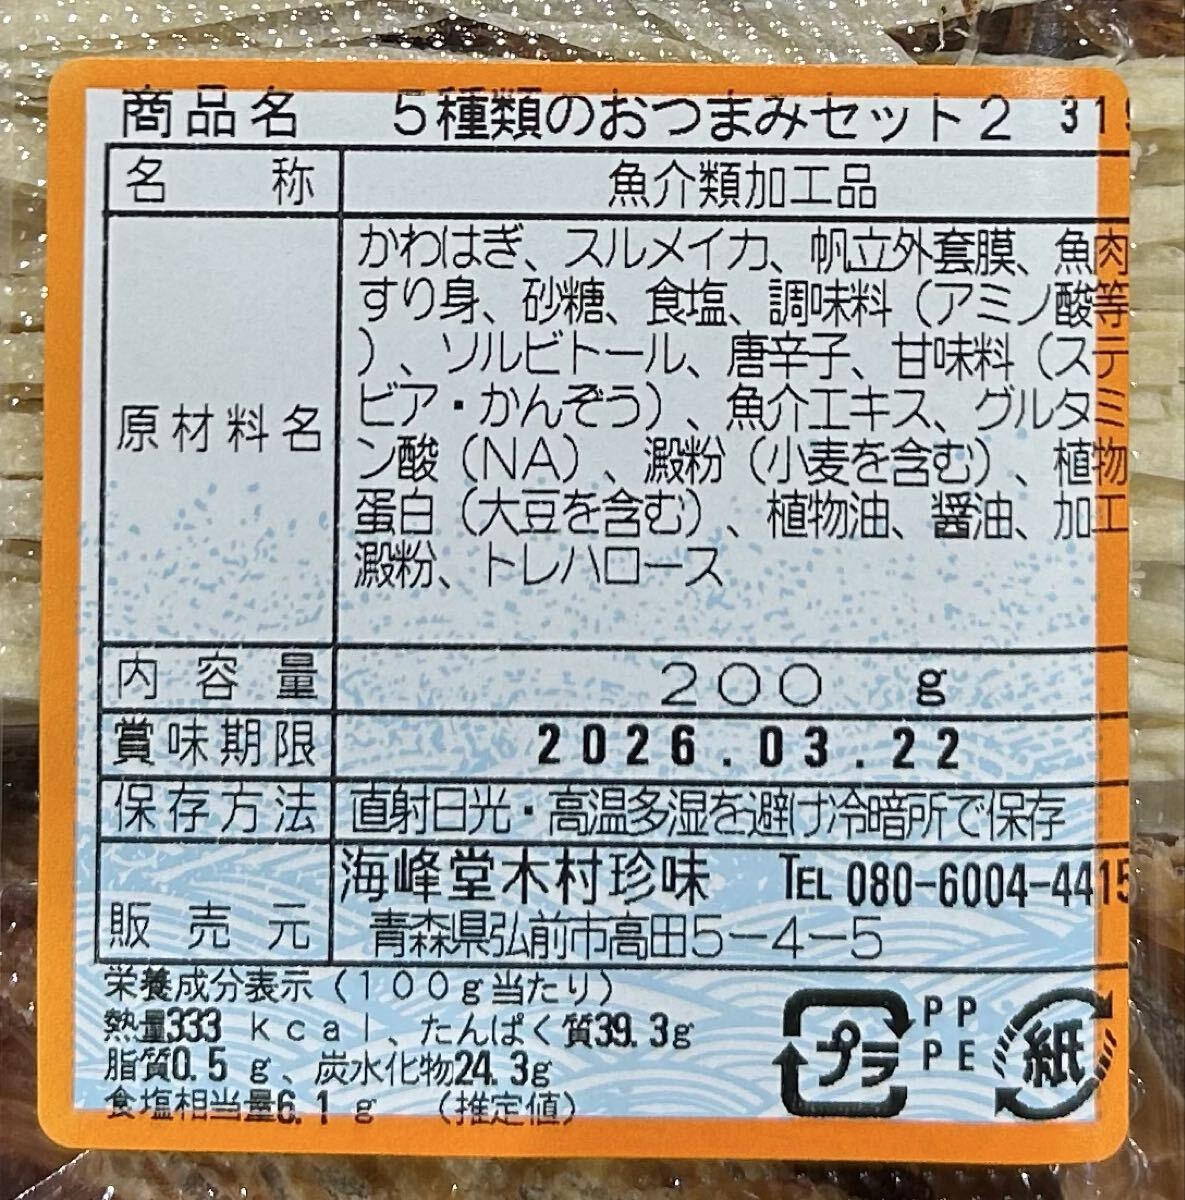 商品名 5種類のおつまみセット2 319
名称 魚介類加工品
原材料名 かわはぎ、スルメイカ、帆立外套膜、魚肉
すり身、砂糖、食塩、調味料（アミノ酸等
）、ソルビトール、唐辛子、甘味料（ステ
ビア・かんぞう）、魚介エキス、グルタミ
ン酸（NA）、澱粉（小麦を含む）、植物
蛋白（大豆を含む）、植物油、醤油、加工
澱粉、トレハロース
内容量 200 g
賞味期限 2026.03.22
保存方法 直射日光・高温多湿を避け冷暗所で保存
販売元 海峰堂木村珍味 TEL 080-6004-4415
青森県弘前市高田5-4-5
栄養成分表示（100g当たり）
熱量333 kcal、たんぱく質39.3g
脂質0.5 g、炭水化物24.3g
食塩相当量6.1 g （推定値）
プラ PP
PE
紙